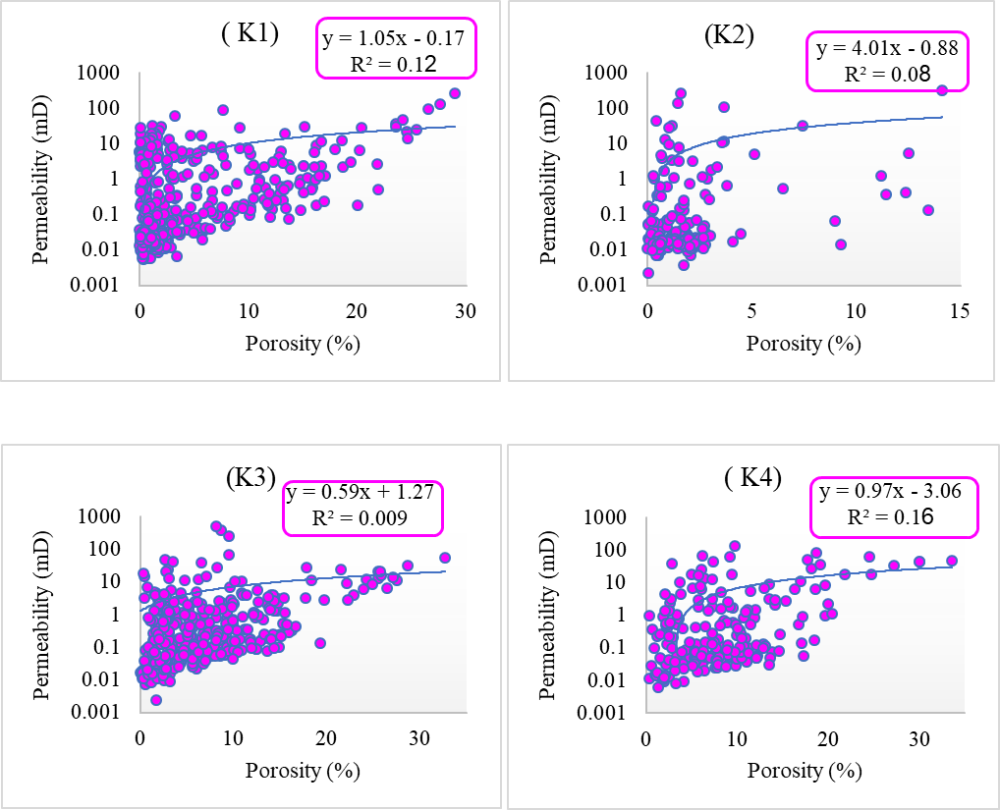 ( K1)
y = 1.05x - 0.17
R² = 0.12
1000
100
10
1
0.1
0.01
0.001
0 10 20 30
Permeability (mD)
Porosity (%)
(K2)
y = 4.01x - 0.88
R² = 0.08
1000
100
10
1
0.1
0.01
0.001
0 5 10 15
Permeability (mD)
Porosity (%)
(K3)
y = 0.59x + 1.27
R² = 0.009
1000
100
10
1
0.1
0.01
0.001
0 10 20 30
Permeability (mD)
Porosity (%)
( K4)
y = 0.97x - 3.06
R² = 0.16
1000
100
10
1
0.1
0.01
0.001
0 10 20 30
Permeability (mD)
Porosity (%)